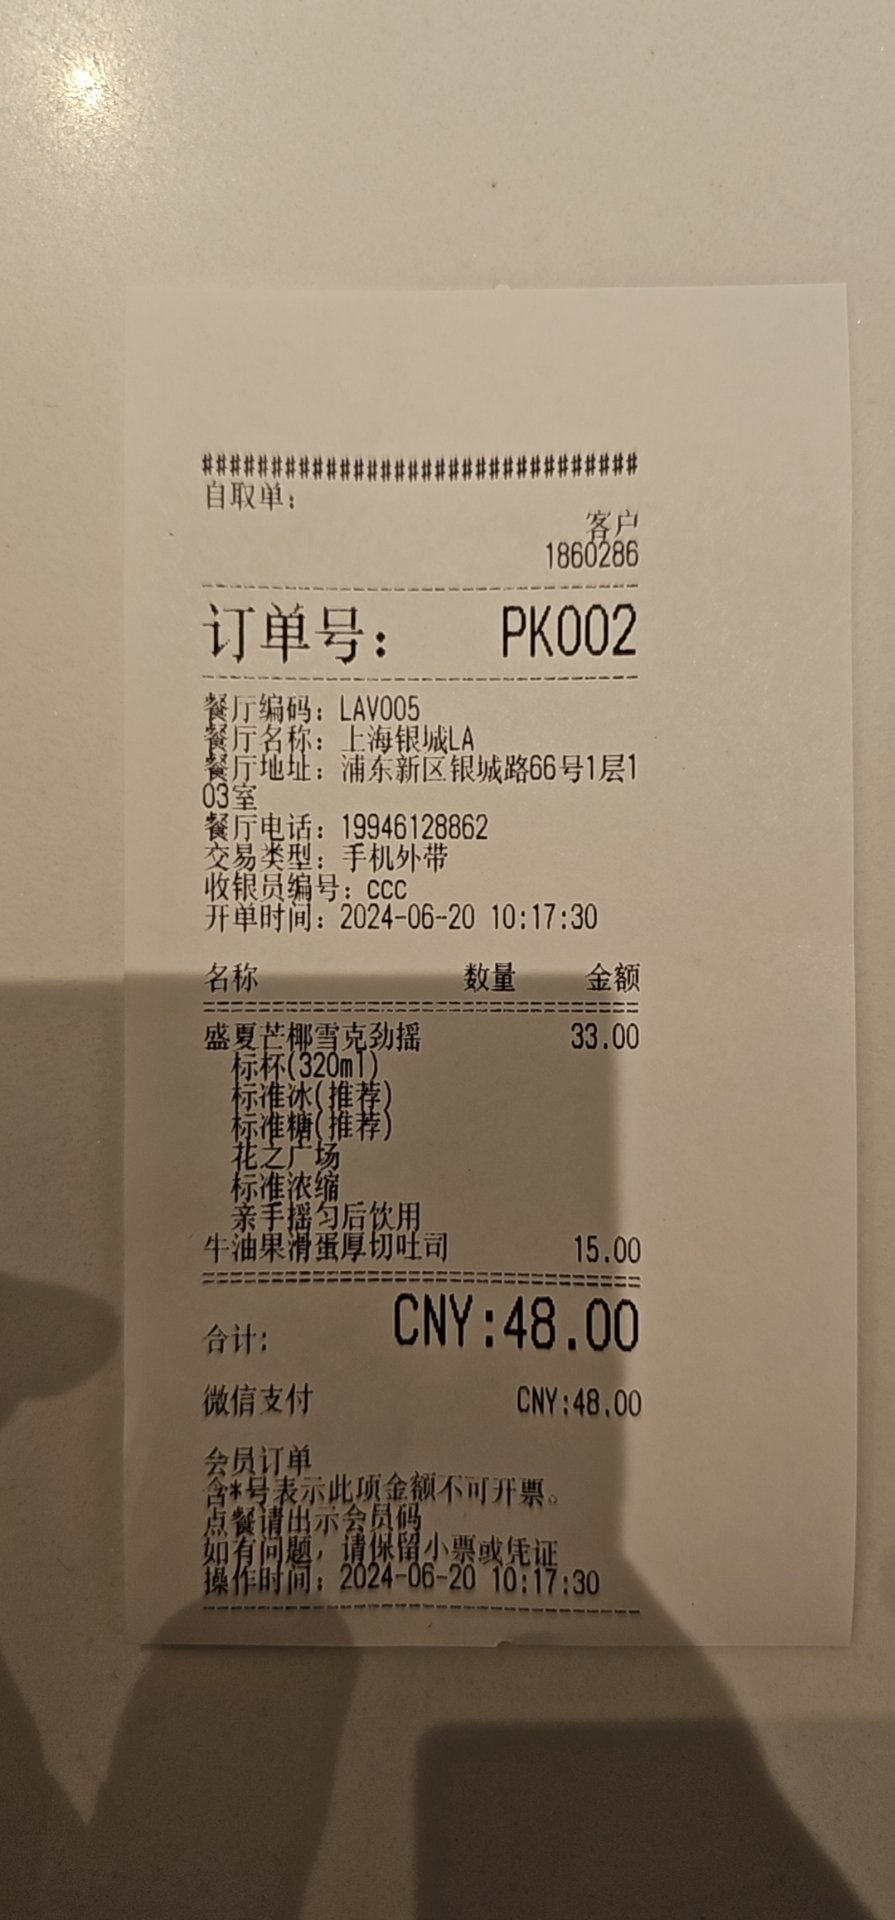 ################################
自取单:
客户
1860286
订单号: PK002
餐厅编码: LAV005
餐厅名称: 上海银城LA
餐厅地址: 浦东新区银城路66号1层1
03室
餐厅电话: 19946128862
交易类型: 手机外带
收银员编号: ccc
开单时间: 2024-06-20 10:17:30
名称 数量 金额
盛夏芒椰雪克劲摇 33.00
标杯(320ml)
标准冰(推荐)
标准糖(推荐)
花之广场
标准浓缩
亲手摇匀后饮用
牛油果滑蛋厚切吐司 15.00
合计: CNY:48.00
微信支付 CNY:48.00
会员订单
含*号表示此项金额不可开票。
点餐请出示会员码
如有问题, 请保留小票或凭证
操作时间: 2024-06-20 10:17:30